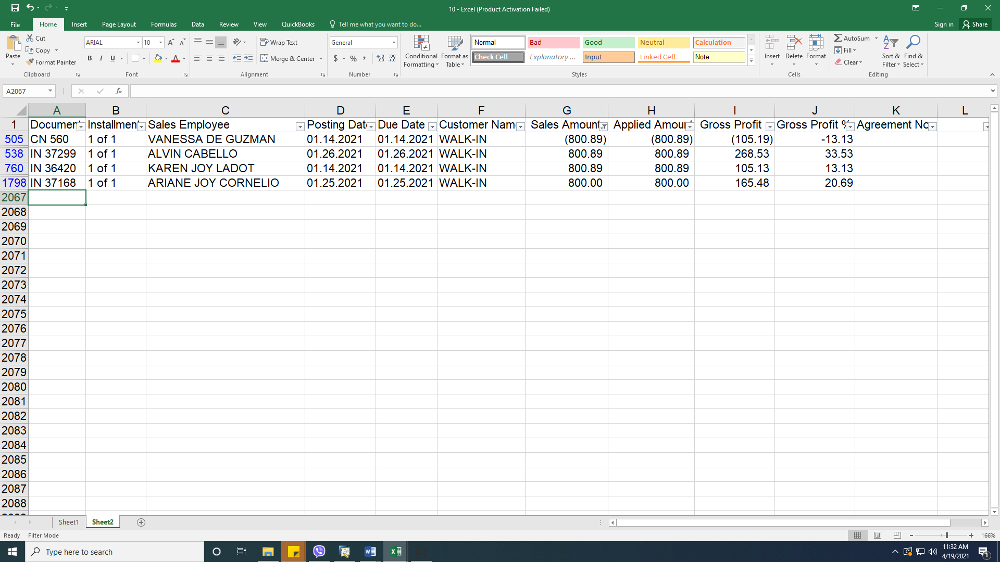 10 - Excel (Product Activation Failed)
File Home Insert Page Layout Formulas Data Review View QuickBooks Tell me what you want to do... Sign in Share
Paste Cut Copy Format Painter Clipboard
ARIAL 10 B I U A Font
Wrap Text Merge & Center Alignment
General $ % , Number
Conditional Formatting Format as Table
Normal Bad Good Neutral Calculation
Check Cell Explanatory ... Input Linked Cell Note
Styles
Insert Delete Format Cells
AutoSum Fill Clear Sort & Filter Find & Select Editing
A2067 fx
A B C D E F G H I J K L
1 Document Installment Sales Employee Posting Date Due Date Customer Name Sales Amount Applied Amount Gross Profit Gross Profit % Agreement No
505 CN 560 1 of 1 VANESSA DE GUZMAN 01.14.2021 01.14.2021 WALK-IN (800.89) (800.89) (105.19) -13.13
538 IN 37299 1 of 1 ALVIN CABELLO 01.26.2021 01.26.2021 WALK-IN 800.89 800.89 268.53 33.53
760 IN 36420 1 of 1 KAREN JOY LADOT 01.14.2021 01.14.2021 WALK-IN 800.89 800.89 105.13 13.13
1798 IN 37168 1 of 1 ARIANE JOY CORNELIO 01.25.2021 01.25.2021 WALK-IN 800.00 800.00 165.48 20.69
2067
2068
2069
2070
2071
2072
2073
2074
2075
2076
2077
2078
2079
2080
2081
2082
2083
2084
2085
2086
2087
2088
Sheet1 Sheet2
Ready Filter Mode 166%
Type here to search
11:32 AM
4/19/2021
1